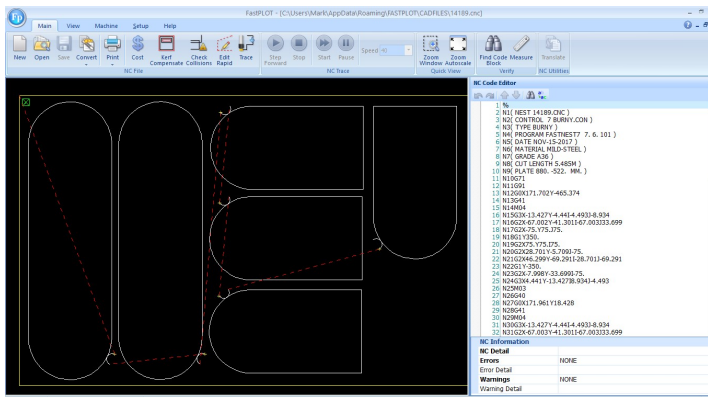 FastPLOT - [C:\Users\Mark\AppData\Roaming\FASTPLOT\CADFILES\14189.cnc]
Fp
Main View Machine Setup Help
New Open Save Convert Print Cost Kerf Compensate Check Collisions Edit Rapid Trace Step Forward Stop Start Pause Speed 40 Zoom Window Zoom Autoscale Find Code Block Measure Translate
NC File NC Trace Quick View Verify NC Utilities
NC Code Editor
1 %
2 N1( NEST 14189.CNC )
3 N2( CONTROL 7 BURNY.CON )
4 N3( TYPE BURNY )
5 N4( PROGRAM FASTNEST7 7. 6. 101 )
6 N5( DATE NOV-15-2017 )
7 N6( MATERIAL MILD-STEEL )
8 N7( GRADE A36 )
9 N8( CUT LENGTH 5.485M )
10 N9( PLATE 880. -522. MM. )
11 N10G71
12 N11G91
13 N12G0X171.702Y-465.374
14 N13G41
15 N14M04
16 N15G3X-13.427Y-4.44I-4.493J-8.934
17 N16G2X-67.002Y-41.301I-67.003J33.699
18 N17G2X-75.Y75.J75.
19 N18G1Y350.
20 N19G2X75.Y75.I75.
21 N20G2X28.701Y-5.709J-75.
22 N21G2X46.299Y-69.291I-28.701J-69.291
23 N22G1Y-350.
24 N23G2X-7.998Y-33.699I-75.
25 N24G3X4.441Y-13.427I8.934J-4.493
26 N25M03
27 N26G40
28 N27G0X171.961Y18.428
29 N28G41
30 N29M04
31 N30G3X-13.427Y-4.44I-4.493J-8.934
32 N31G2X-67.003Y-41.301I-67.003J33.699
NC Information
NC Detail
Errors NONE
Error Detail
Warnings NONE
Warning Detail